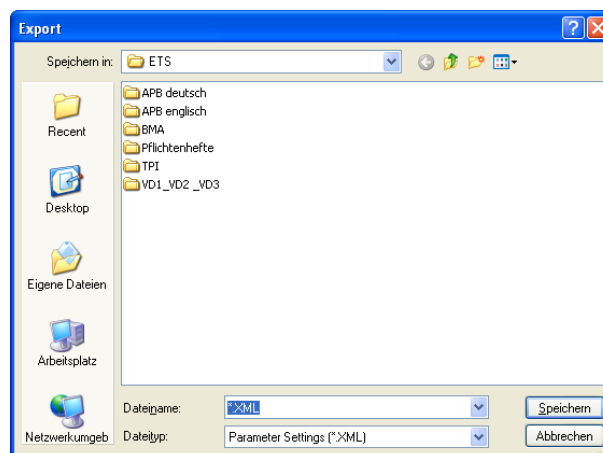 Export
Speichern in:
ETS
Recent
Desktop
Eigene Dateien
Arbeitsplatz
Netzwerkumgeb
APB deutsch
APB englisch
BMA
Pflichtenhefte
TPI
VD1_VD2 _VD3
Dateiname:
*.XML
Speichern
Dateityp:
Parameter Settings (*.XML)
Abbrechen